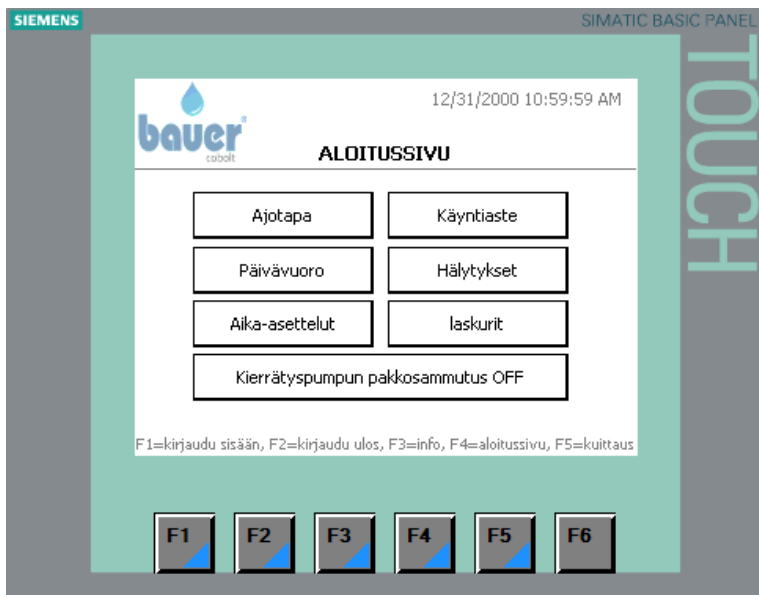 SIEMENS
SIMATIC BASIC PANEL
TOUCH
bauer
cobolt
12/31/2000 10:59:59 AM
ALOITUSSIVU
Ajotapa
Käyntiaste
Päivävuoro
Hälytykset
Aika-asettelut
laskurit
Kierrätyspumpun pakkosammutus OFF
F1=kirjaudu sisään, F2=kirjaudu ulos, F3=info, F4=aloitussivu, F5=kuittaus
F1 F2 F3 F4 F5 F6